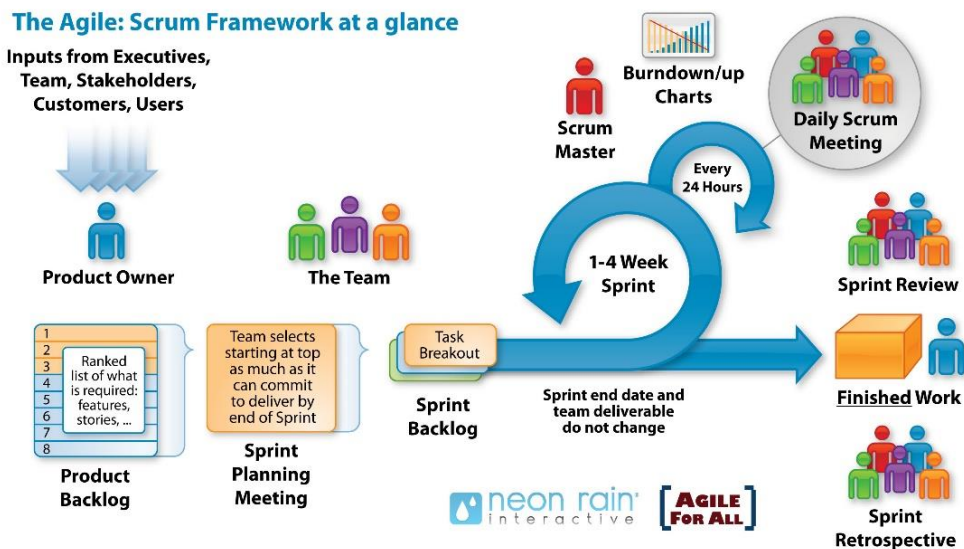 The Agile: Scrum Framework at a glance
Inputs from Executives,
Team, Stakeholders,
Customers, Users
Product Owner
The Team
Scrum
Master
Burndown/up
Charts
Daily Scrum
Meeting
Every
24 Hours
1-4 Week
Sprint
Sprint Review
1
2
3
4
5
6
7
8
Ranked
list of what
is required:
features,
stories, ...
Product
Backlog
Team selects
starting at top
as much as it
can commit
to deliver by
end of Sprint
Sprint
Planning
Meeting
Task
Breakout
Sprint
Backlog
Sprint end date and
team deliverable
do not change
Finished Work
Sprint
Retrospective
neon rain®
interactive
AGILE
FOR ALL